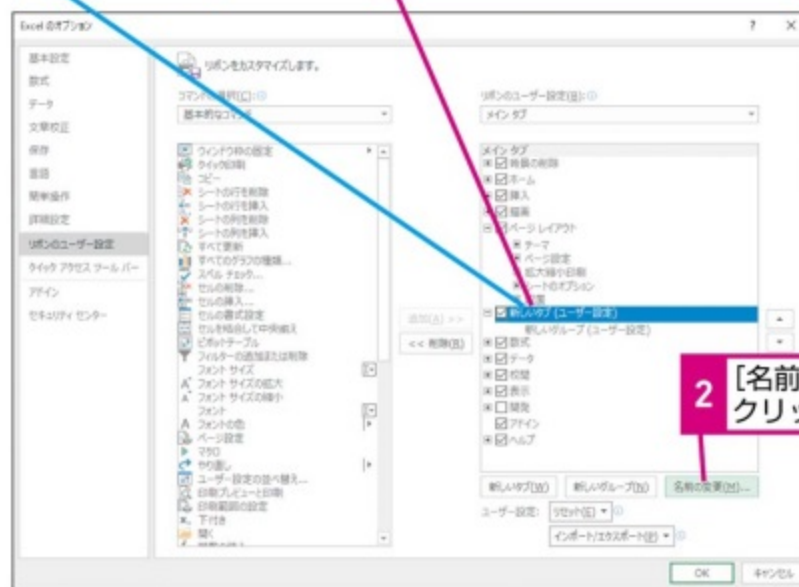 Excel のオプション
? ×
基本設定
数式
データ
文章校正
保存
言語
簡単操作
詳細設定
リボンのユーザー設定
クイック アクセス ツール バー
アドイン
セキュリティ センター
リボンをカスタマイズします。
コマンドの選択(C):
基本的なコマンド
ウィンドウ枠の固定
クイック印刷
コピー
シートの行を削除
シートの行を挿入
シートの列を削除
シートの列を挿入
すべて更新
すべてのグラフの種類...
スペル チェック...
セルの削除...
セルの挿入...
セルの書式設定
セルを結合して中央揃え
ピボットテーブル
フィルターの追加または削除
フォント サイズ
フォント サイズの拡大
フォント サイズの縮小
フォント
フォントの色
ページ設定
マクロ
やり直し
ユーザー設定の並べ替え...
印刷プレビューと印刷
印刷範囲の設定
下付き
開く
追加(A) >>
<< 削除(R)
リボンのユーザー設定(B):
メイン タブ
メイン タブ
背景の削除
ホーム
挿入
描画
ページ レイアウト
テーマ
ページ設定
拡大縮小印刷
シートのオプション
配置
新しいタブ (ユーザー設定)
新しいグループ (ユーザー設定)
数式
データ
校閲
表示
開発
アドイン
ヘルプ
2 [名前
クリッ
新しいタブ(W) 新しいグループ(N) 名前の変更(M)...
ユーザー設定: リセット(E)
インポート/エクスポート(P)
OK キャンセル